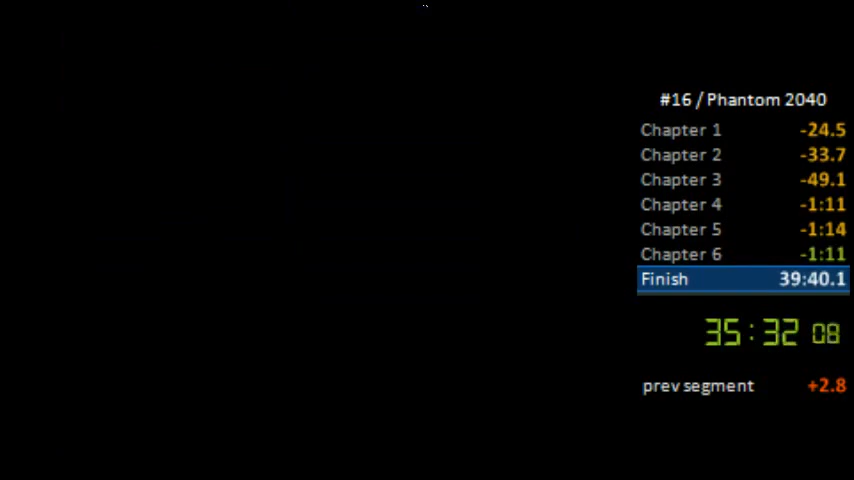 #16 / Phantom 2040
Chapter 1 -24.5
Chapter 2 -33.7
Chapter 3 -49.1
Chapter 4 -1:11
Chapter 5 -1:14
Chapter 6 -1:11
Finish 39:40.1
35:32 08
prev segment +2.8